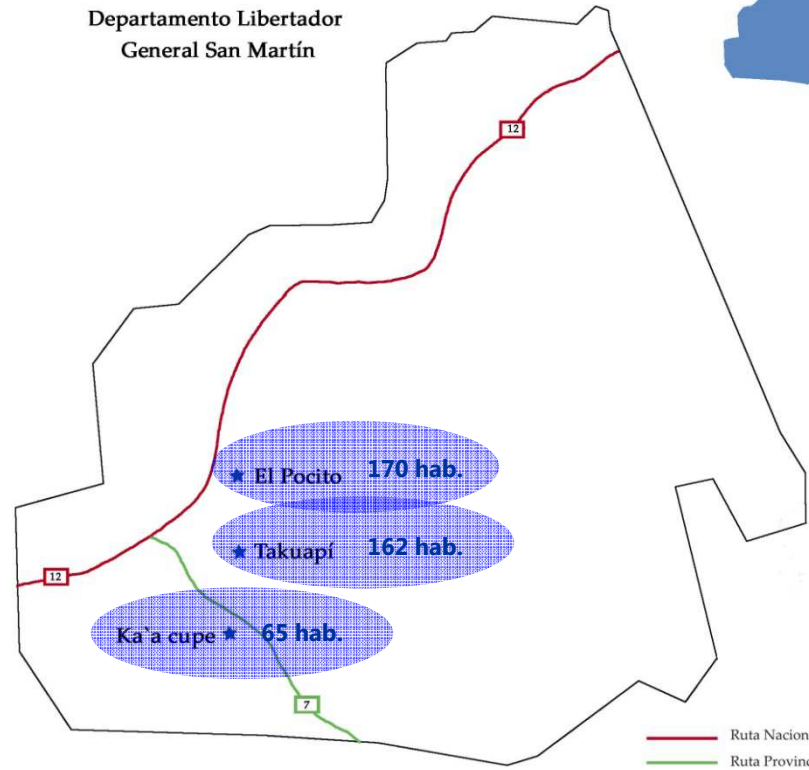 Departamento Libertador
General San Martín
12
El Pocito 170 hab.
Takuapí 162 hab.
12
Ka`a cupe 65 hab.
7
Ruta Nacion
Ruta Provinc